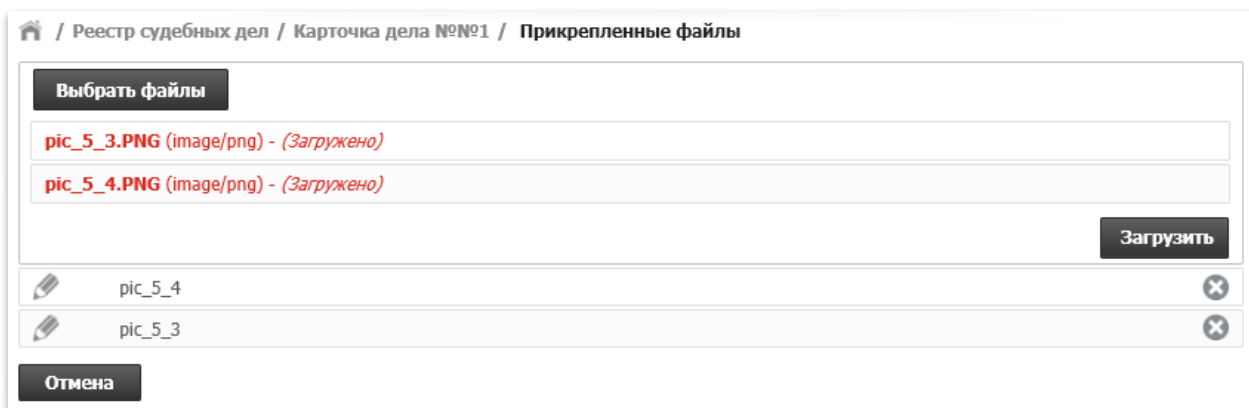 / Реестр судебных дел / Карточка дела №№1 / Прикрепленные файлы
Выбрать файлы
pic_5_3.PNG (image/png) - (Загружено)
pic_5_4.PNG (image/png) - (Загружено)
Загрузить
pic_5_4
pic_5_3
Отмена